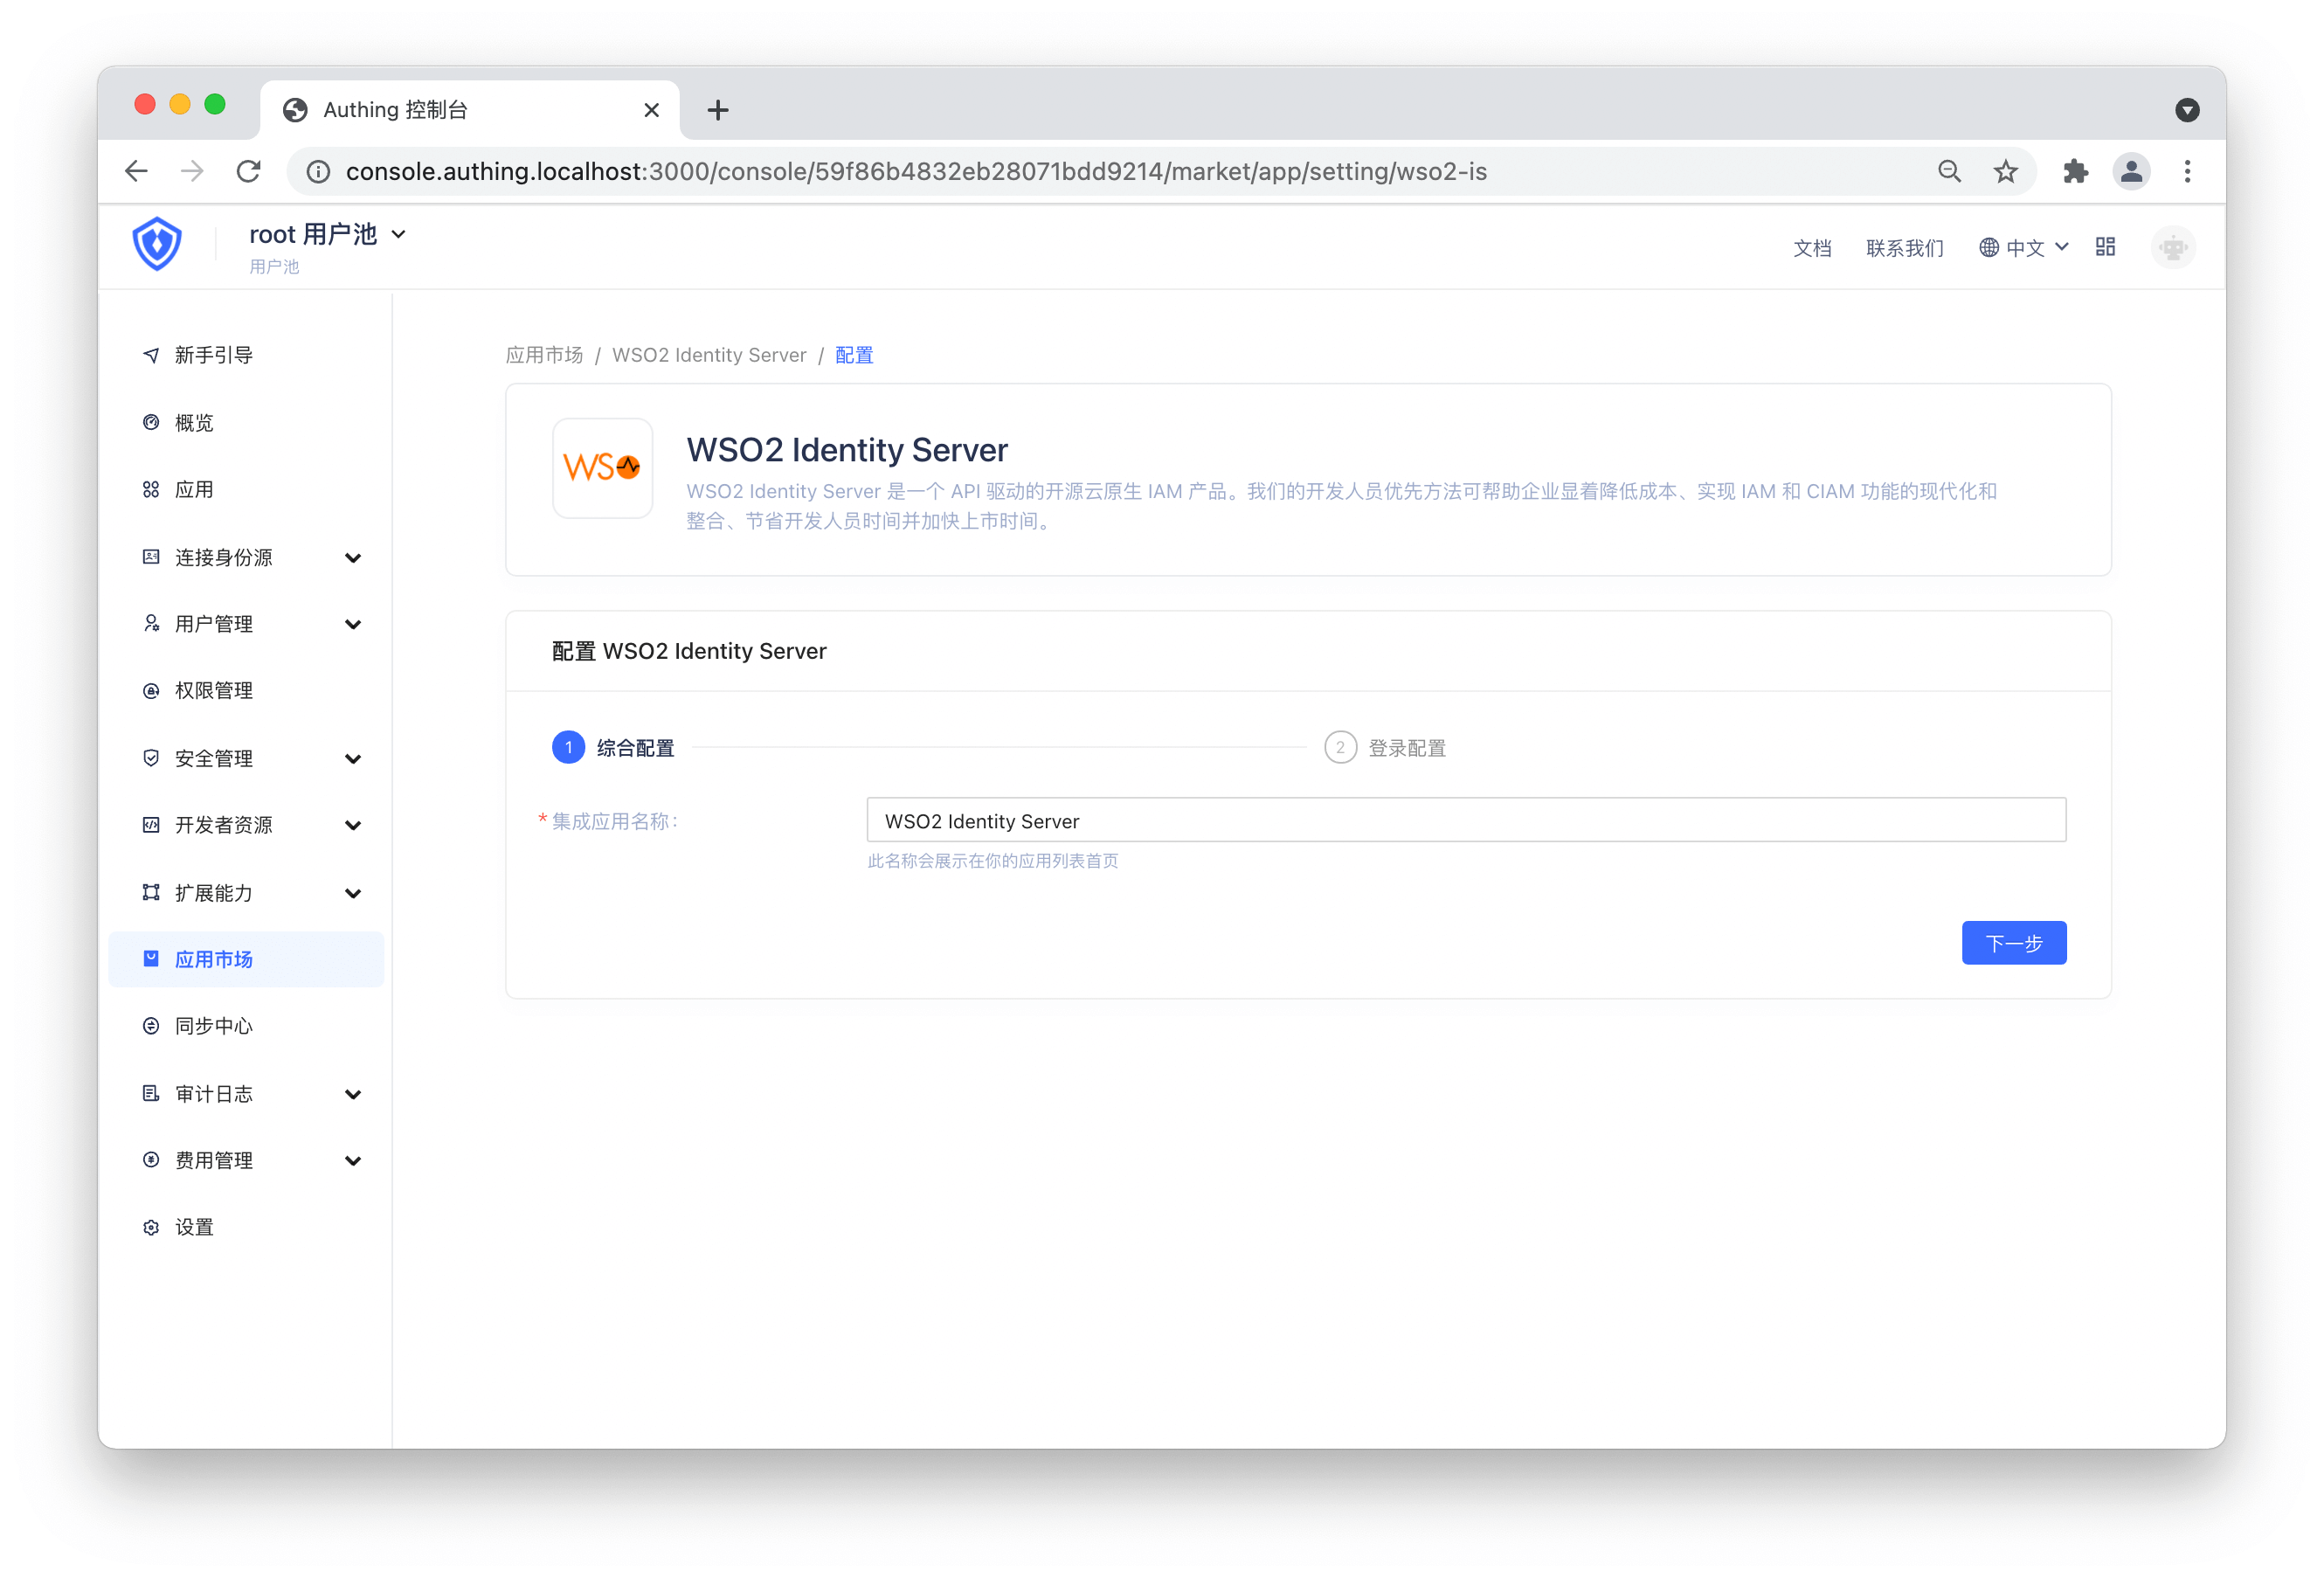 Authing 控制台
console.authing.localhost:3000/console/59f86b4832eb28071bdd9214/market/app/setting/wso2-is
root 用户池
用户池
文档 联系我们 中文
新手引导
概览
应用
连接身份源
用户管理
权限管理
安全管理
开发者资源
扩展能力
应用市场
同步中心
审计日志
费用管理
设置
应用市场 / WSO2 Identity Server / 配置
WSO
WSO2 Identity Server
WSO2 Identity Server 是一个 API 驱动的开源云原生 IAM 产品。我们的开发人员优先方法可帮助企业显着降低成本、实现 IAM 和 CIAM 功能的现代化和
整合、节省开发人员时间并加快上市时间。
配置 WSO2 Identity Server
1 综合配置 2 登录配置
* 集成应用名称: WSO2 Identity Server
此名称会展示在你的应用列表首页
下一步